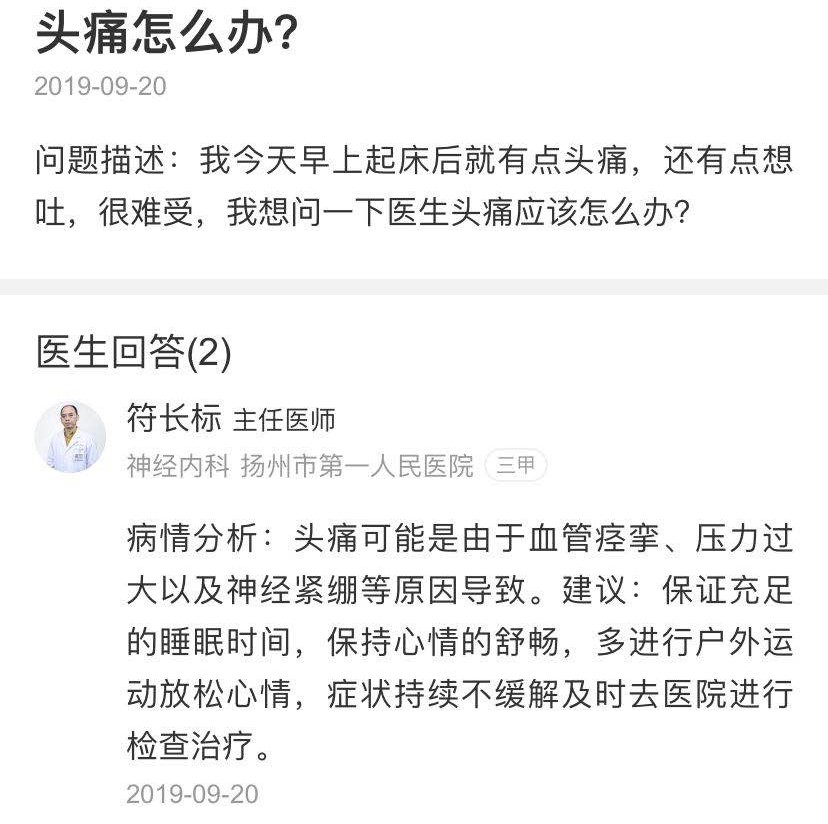 头痛怎么办?
2019-09-20
问题描述：我今天早上起床后就有点头痛，还有点想
吐，很难受，我想问一下医生头痛应该怎么办?
医生回答(2)
符长标 主任医师
神经内科 扬州市第一人民医院 三甲
病情分析：头痛可能是由于血管痉挛、压力过
大以及神经紧绷等原因导致。建议：保证充足
的睡眠时间，保持心情的舒畅，多进行户外运
动放松心情，症状持续不缓解及时去医院进行
检查治疗。
2019-09-20